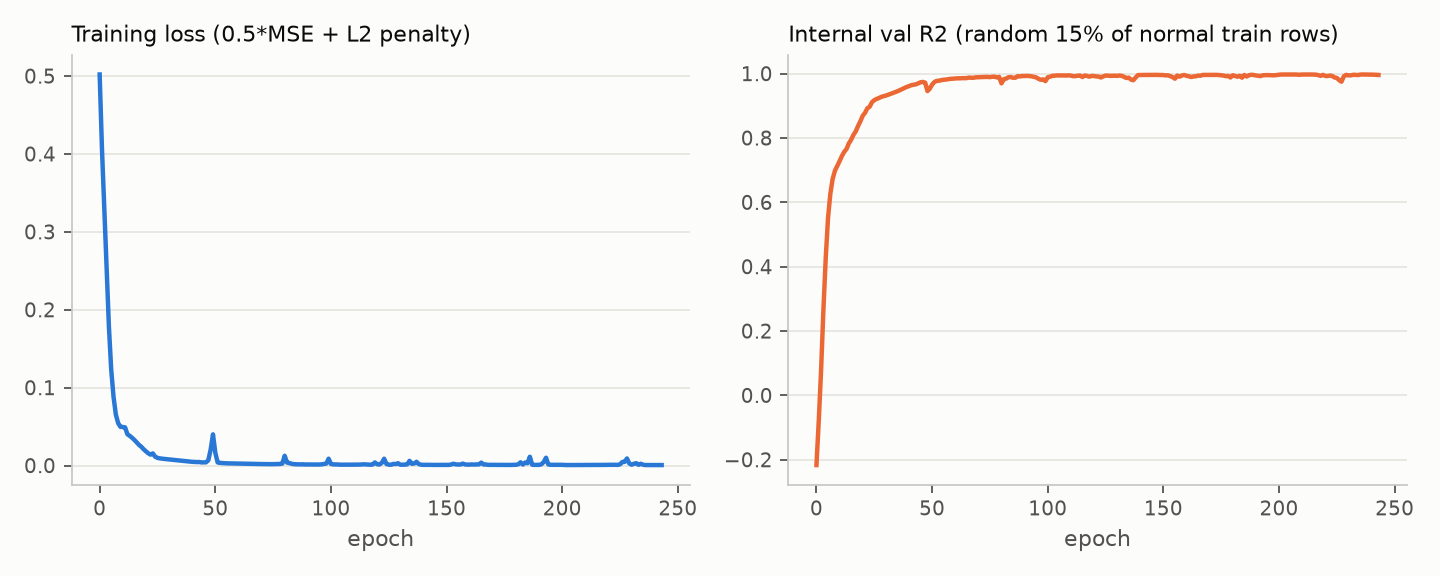 Training loss (0.5*MSE + L2 penalty)
0.5
0.4
0.3
0.2
0.1
0.0
0 50 100 150 200 250
epoch
Internal val R2 (random 15% of normal train rows)
1.0
0.8
0.6
0.4
0.2
0.0
−0.2
0 50 100 150 200 250
epoch